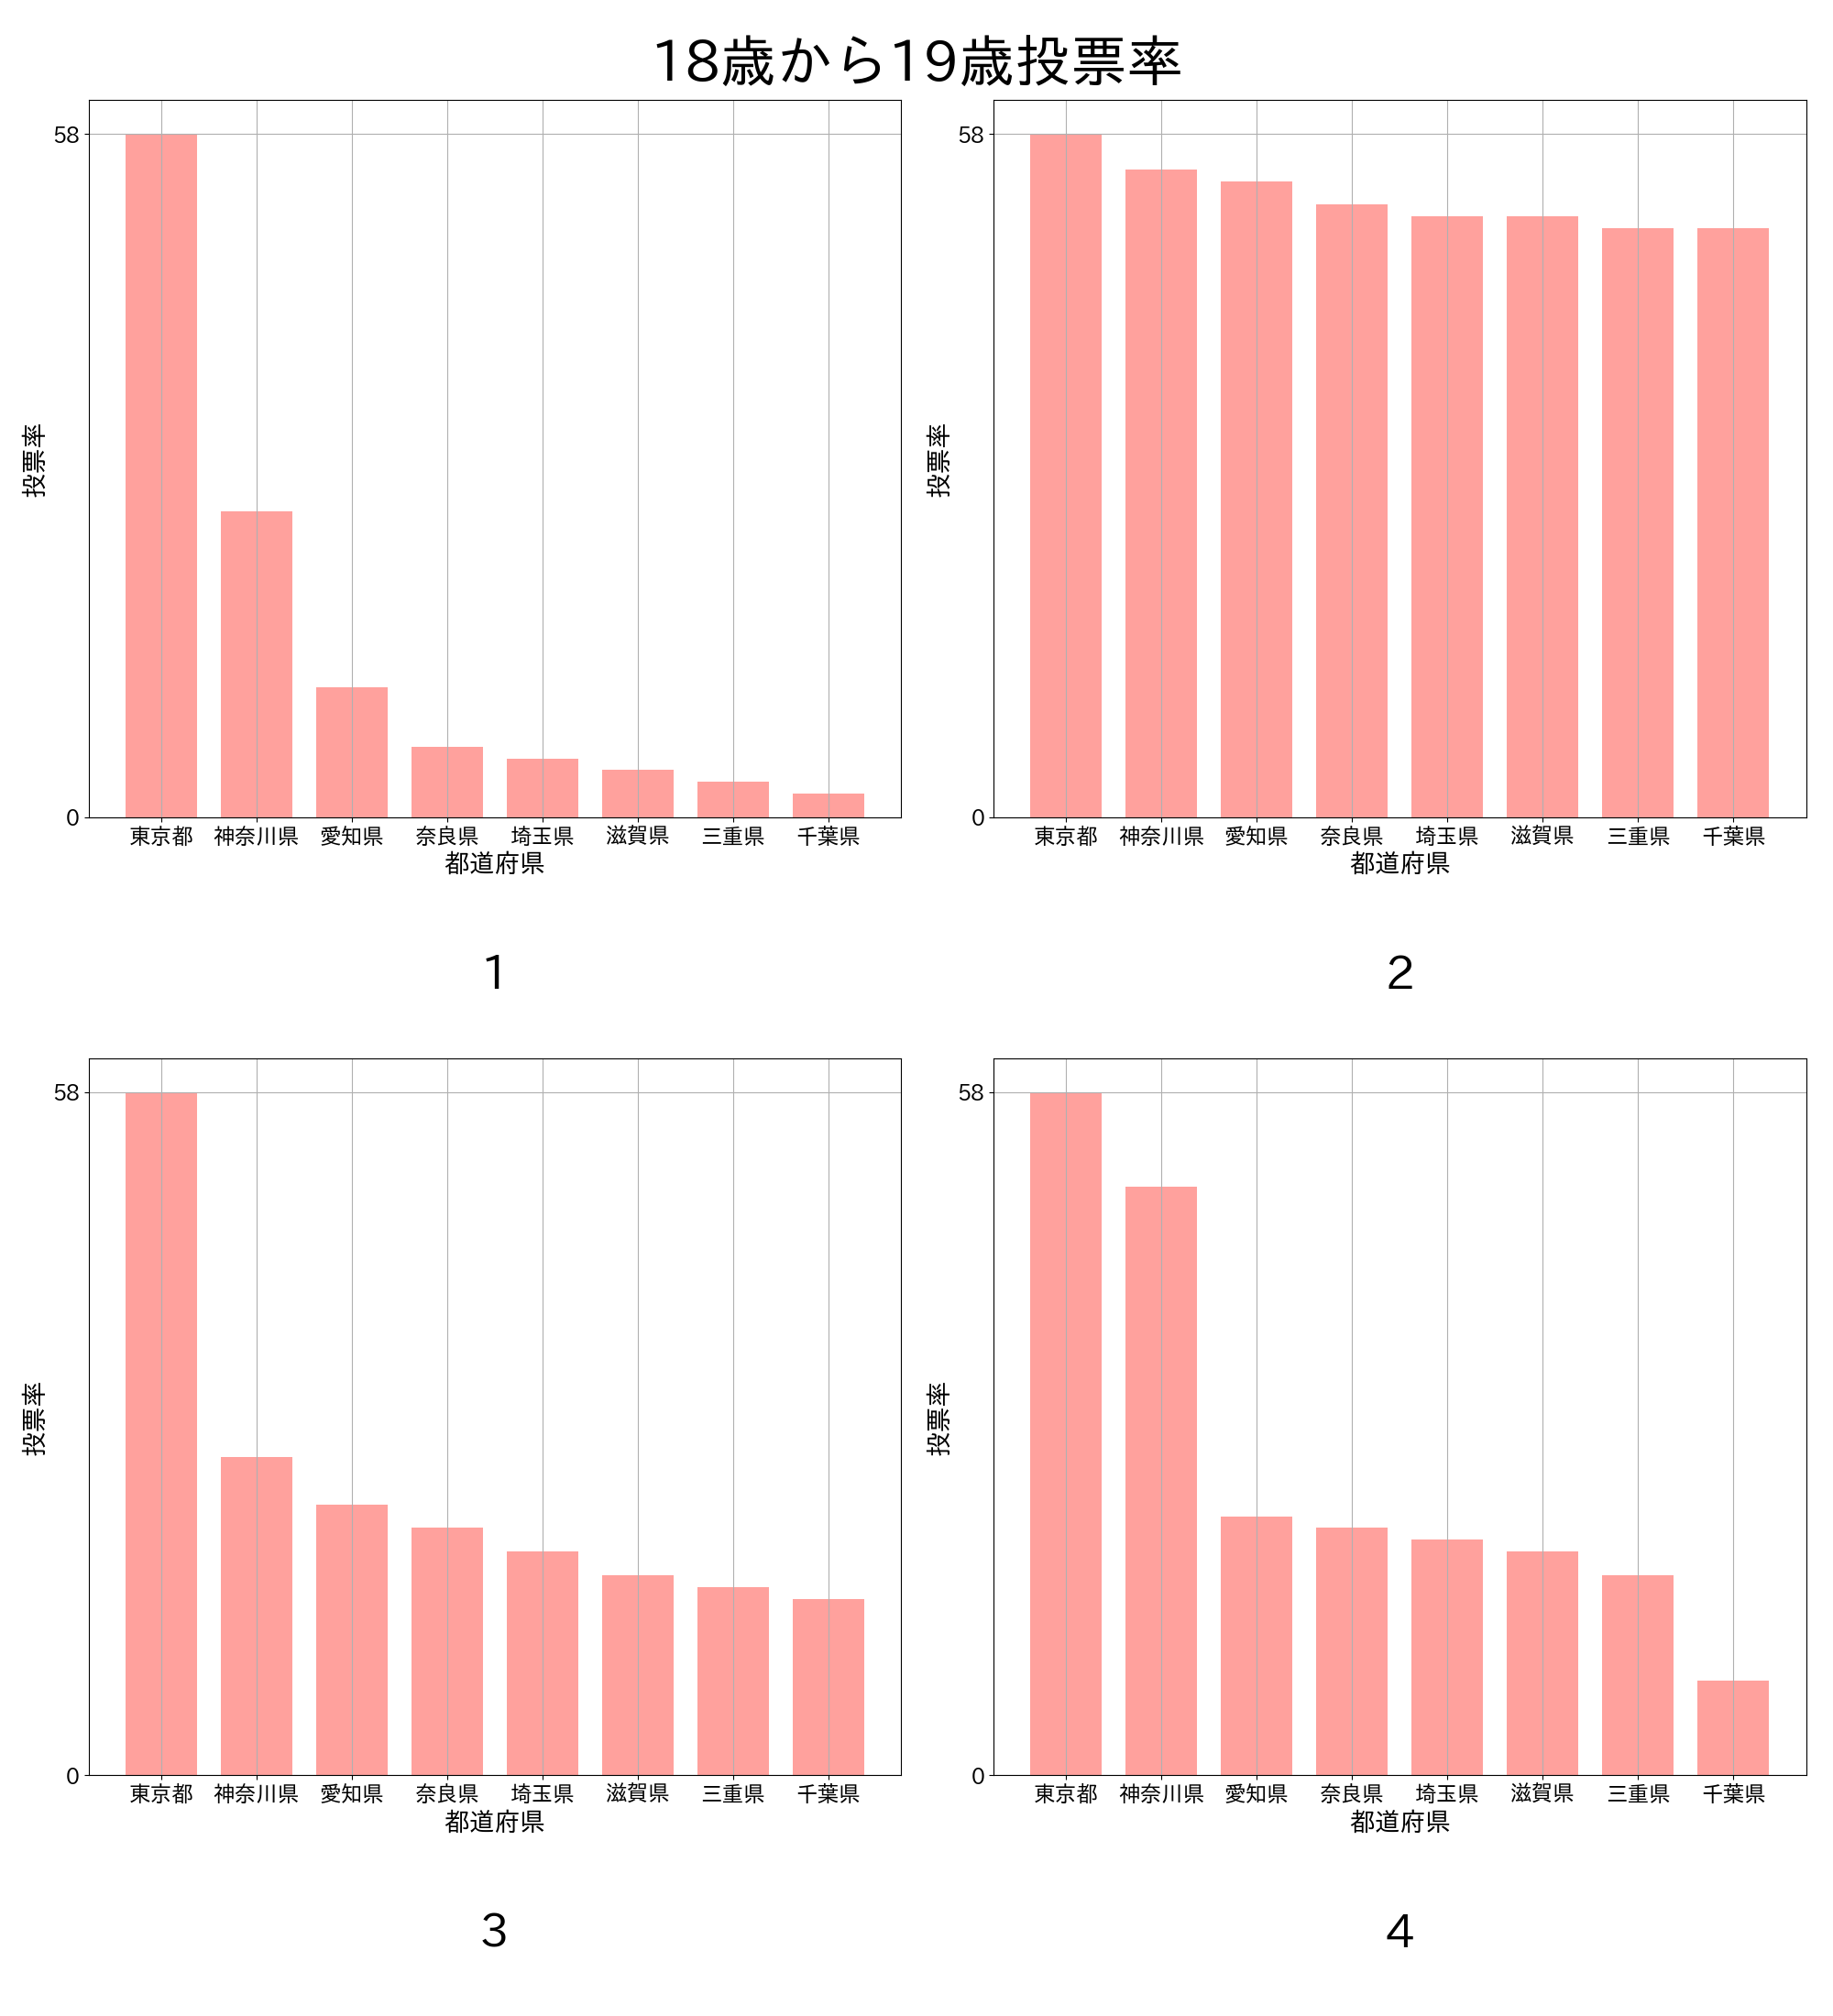 18歳から19歳投票率
58
0
投票率
東京都 神奈川県 愛知県 奈良県 埼玉県 滋賀県 三重県 千葉県
都道府県
1
58
0
投票率
東京都 神奈川県 愛知県 奈良県 埼玉県 滋賀県 三重県 千葉県
都道府県
2
58
0
投票率
東京都 神奈川県 愛知県 奈良県 埼玉県 滋賀県 三重県 千葉県
都道府県
3
58
0
投票率
東京都 神奈川県 愛知県 奈良県 埼玉県 滋賀県 三重県 千葉県
都道府県
4